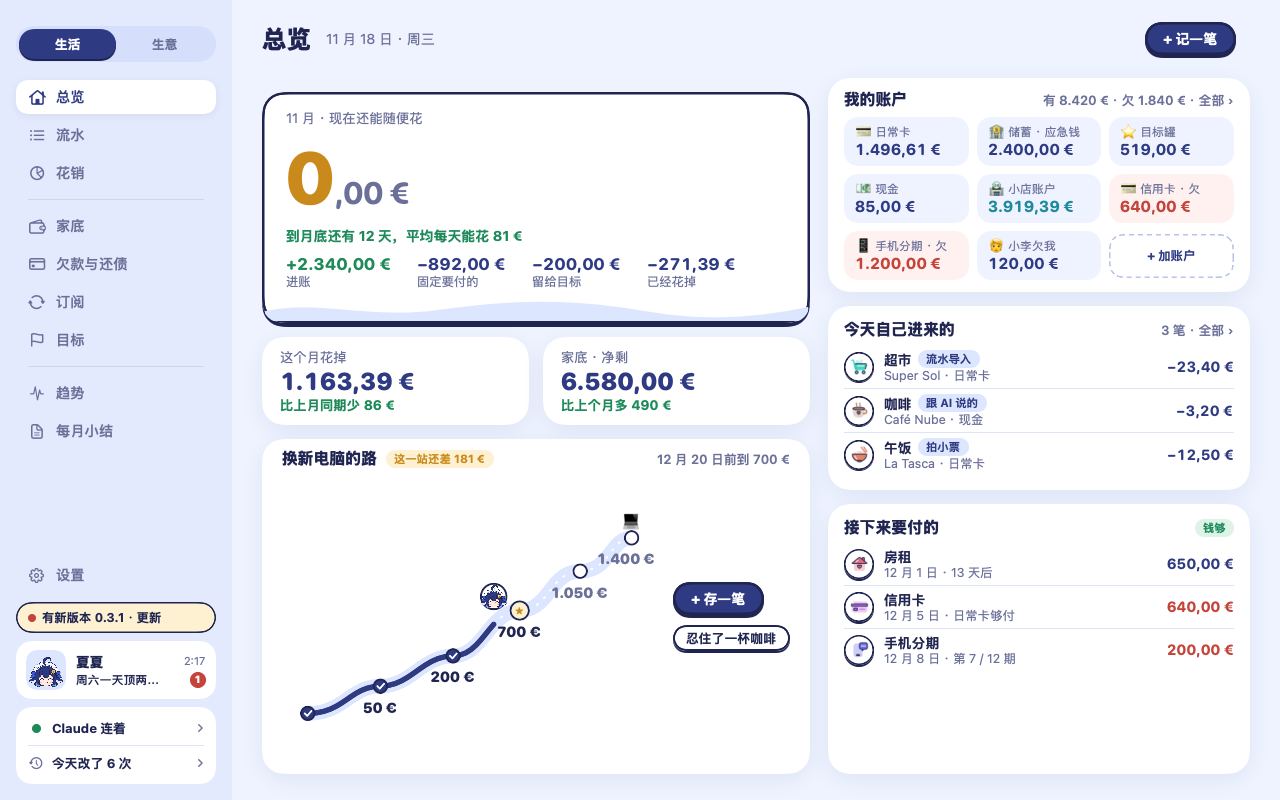 生活
生意
总览
流水
花销
家底
欠款与还债
订阅
目标
趋势
每月小结
设置
有新版本 0.3.1 · 更新
夏夏
2:17
周六一天顶两…
1
Claude 连着
今天改了 6 次
总览
11 月 18 日 · 周三
+ 记一笔
11 月 · 现在还能随便花
0,00 €
到月底还有 12 天，平均每天能花 81 €
+2.340,00 €
−892,00 €
−200,00 €
−271,39 €
进账
固定要付的
留给目标
已经花掉
这个月花掉
1.163,39 €
比上月同期少 86 €
家底 · 净剩
6.580,00 €
比上个月多 490 €
换新电脑的路
这一站还差 181 €
12 月 20 日前到 700 €
1.400 €
1.050 €
700 €
200 €
50 €
+ 存一笔
忍住了一杯咖啡
我的账户
有 8.420 € · 欠 1.840 € · 全部 ›
日常卡
1.496,61 €
储蓄 · 应急钱
2.400,00 €
目标罐
519,00 €
现金
85,00 €
小店账户
3.919,39 €
信用卡 · 欠
640,00 €
手机分期 · 欠
1.200,00 €
小李欠我
120,00 €
+ 加账户
今天自己进来的
3 笔 · 全部 ›
超市
流水导入
Super Sol · 日常卡
−23,40 €
咖啡
跟 AI 说的
Café Nube · 现金
−3,20 €
午饭
拍小票
La Tasca · 日常卡
−12,50 €
接下来要付的
钱够
房租
12 月 1 日 · 13 天后
650,00 €
信用卡
12 月 5 日 · 日常卡够付
640,00 €
手机分期
12 月 8 日 · 第 7 / 12 期
200,00 €